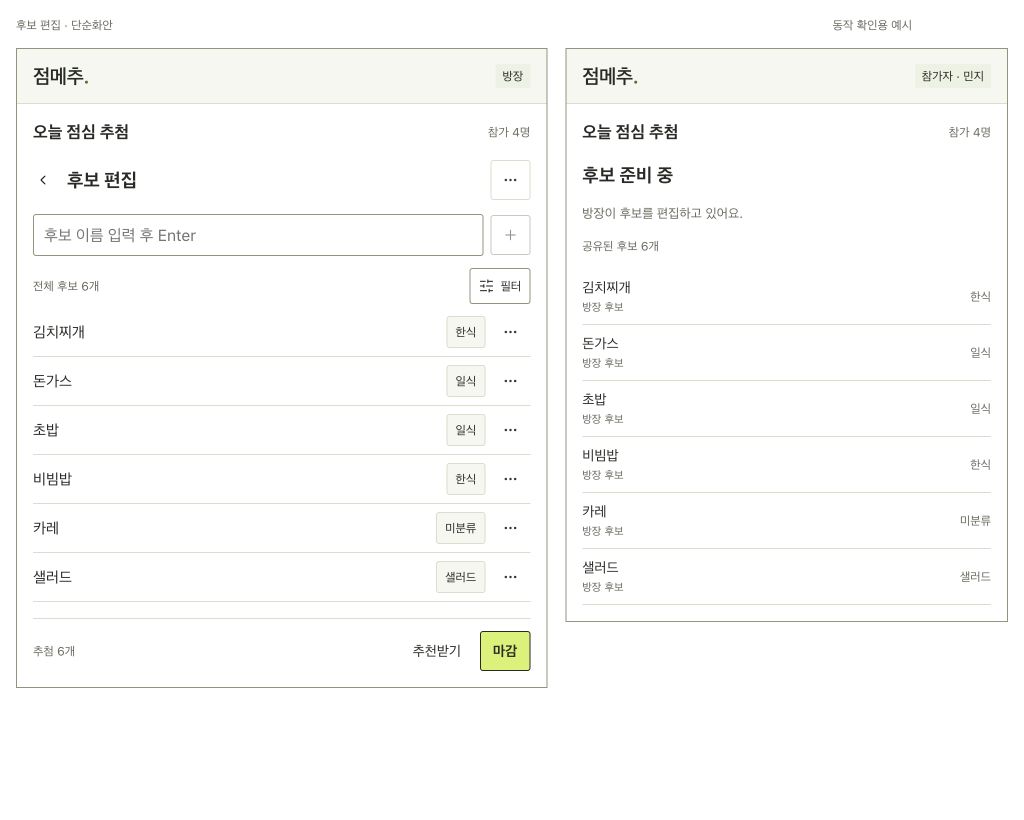 후보 편집 · 단순화안
동작 확인용 예시
점메추.
방장
오늘 점심 추첨
참가 4명
후보 편집
후보 이름 입력 후 Enter
전체 후보 6개
필터
김치찌개
한식
돈가스
일식
초밥
일식
비빔밥
한식
카레
미분류
샐러드
샐러드
추첨 6개
추천받기
마감
점메추.
참가자 · 민지
오늘 점심 추첨
참가 4명
후보 준비 중
방장이 후보를 편집하고 있어요.
공유된 후보 6개
김치찌개
방장 후보
한식
돈가스
방장 후보
일식
초밥
방장 후보
일식
비빔밥
방장 후보
한식
카레
방장 후보
미분류
샐러드
방장 후보
샐러드